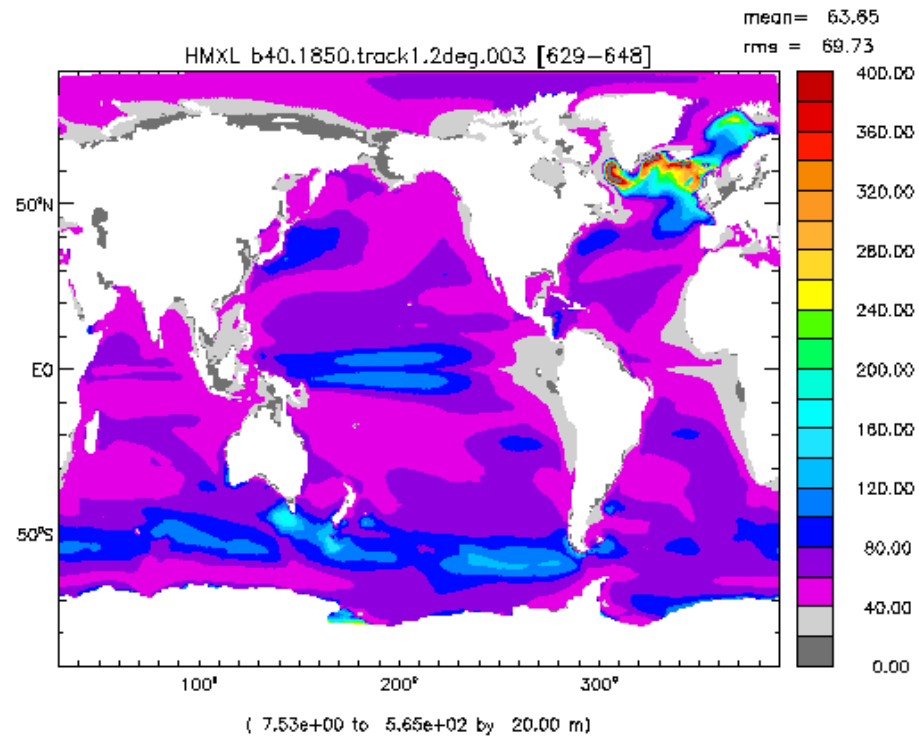 mean= 63.65
rms = 69.73
HMXL b40.1850.track1.2deg.003 [629-648]
400.00
360.00
320.00
280.00
240.00
200.00
160.00
120.00
80.00
40.00
0.00
50°N
EQ
50°S
100°
200°
300°
( 7.53e+00 to 5.65e+02 by 20.00 m)